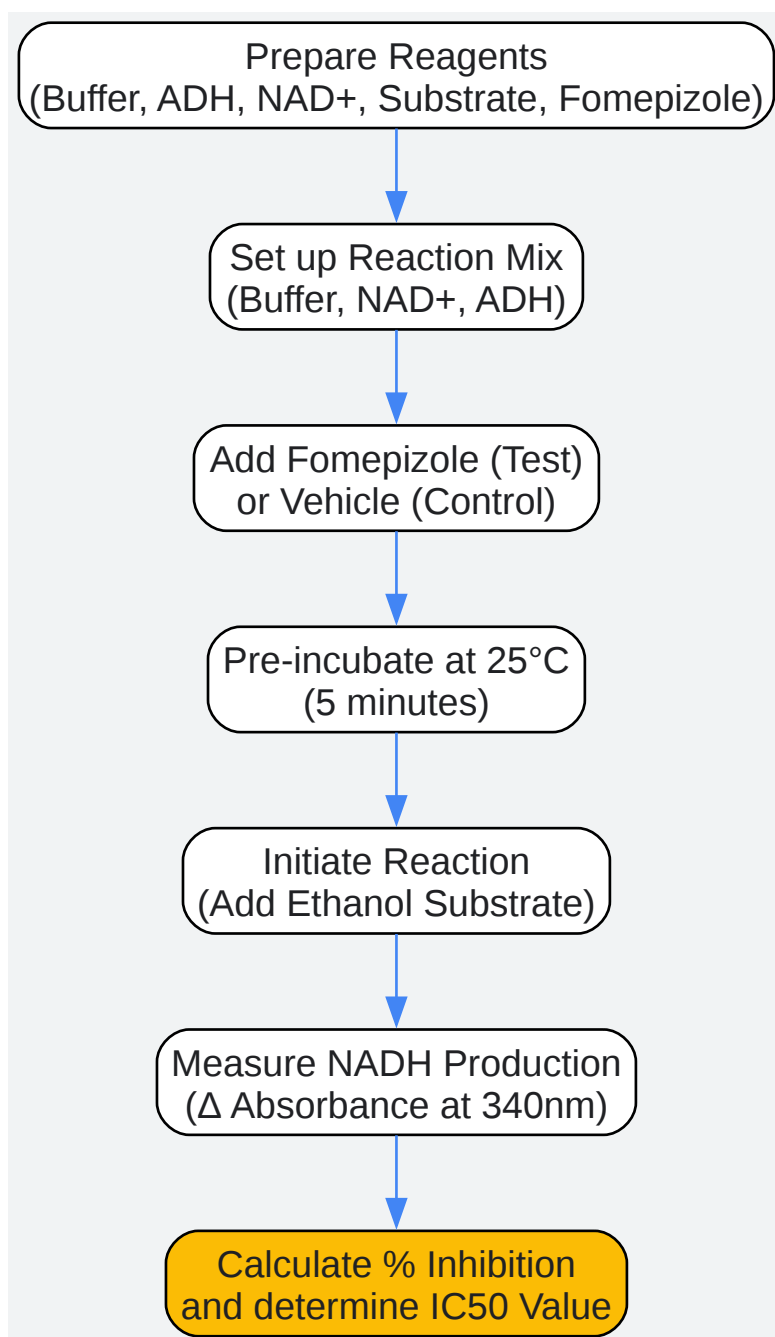 Prepare Reagents
(Buffer, ADH, NAD+, Substrate, Fomepizole)
Set up Reaction Mix
(Buffer, NAD+, ADH)
Add Fomepizole (Test)
or Vehicle (Control)
Pre-incubate at 25°C
(5 minutes)
Initiate Reaction
(Add Ethanol Substrate)
Measure NADH Production
(Δ Absorbance at 340nm)
Calculate % Inhibition
and determine IC50 Value